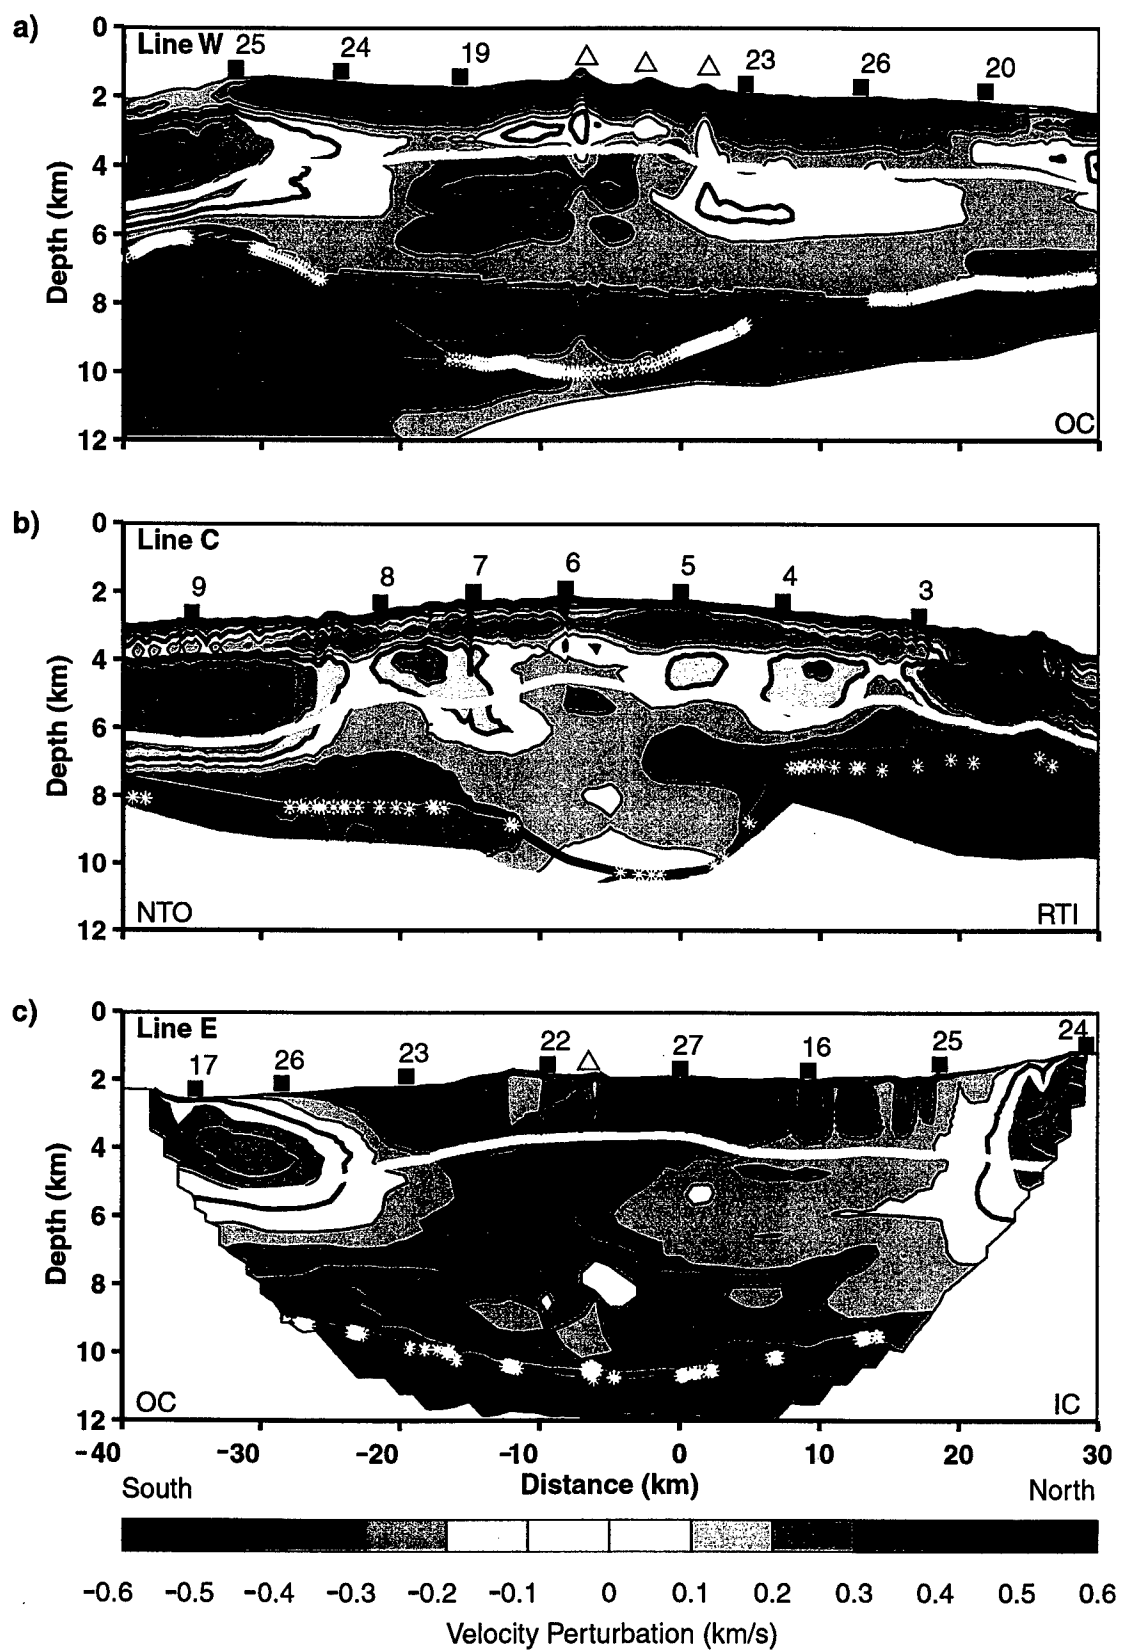 a)
Line W
25 24 19 △ △ △ 23 26 20
0
2
4
6
8
10
12
Depth (km)
OC
b)
Line C
9 8 7 6 5 4 3
0
2
4
6
8
10
12
Depth (km)
NTO RTI
c)
Line E
17 26 23 22 △ 27 16 25 24
0
2
4
6
8
10
12
Depth (km)
OC IC
−40 −30 −20 −10 0 10 20 30
South Distance (km) North
−0.6 −0.5 −0.4 −0.3 −0.2 −0.1 0 0.1 0.2 0.3 0.4 0.5 0.6
Velocity Perturbation (km/s)